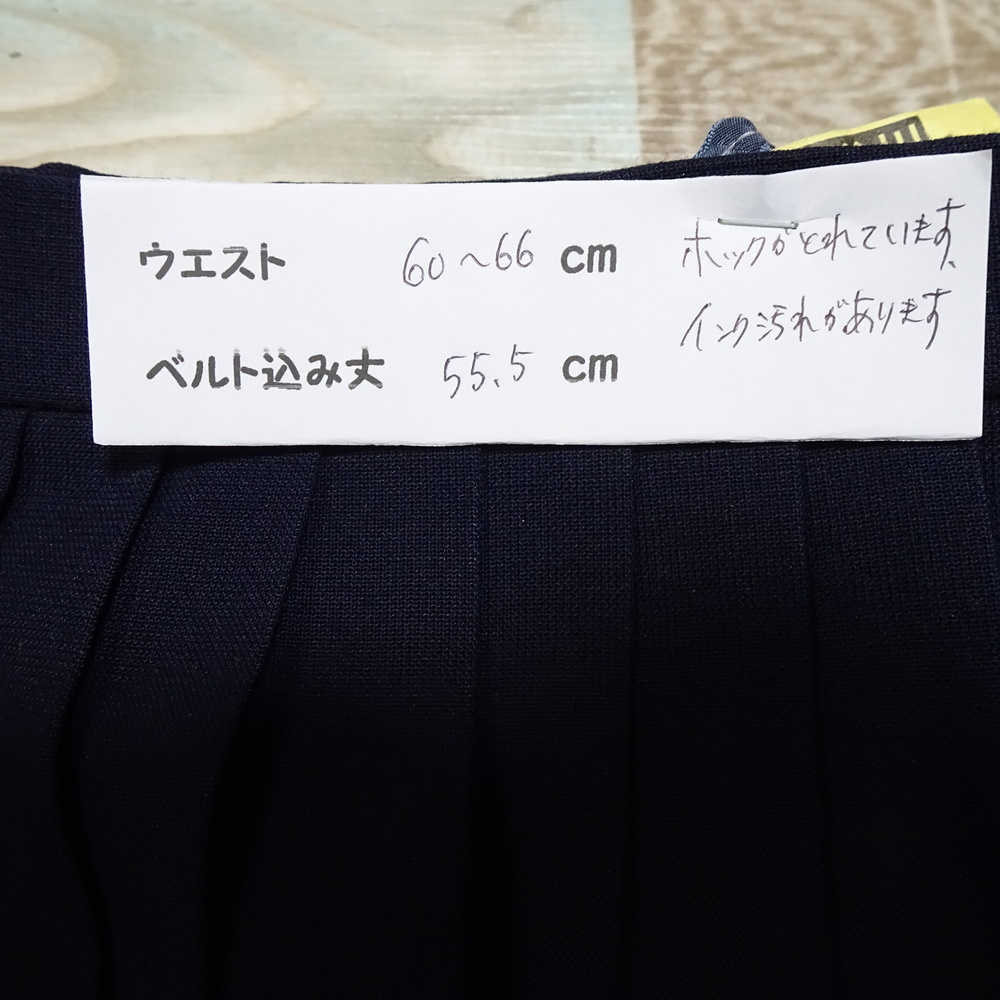 ウエスト 60～66 cm
ベルト込み丈 55.5 cm
ホックがとれています、
インク汚れがあります